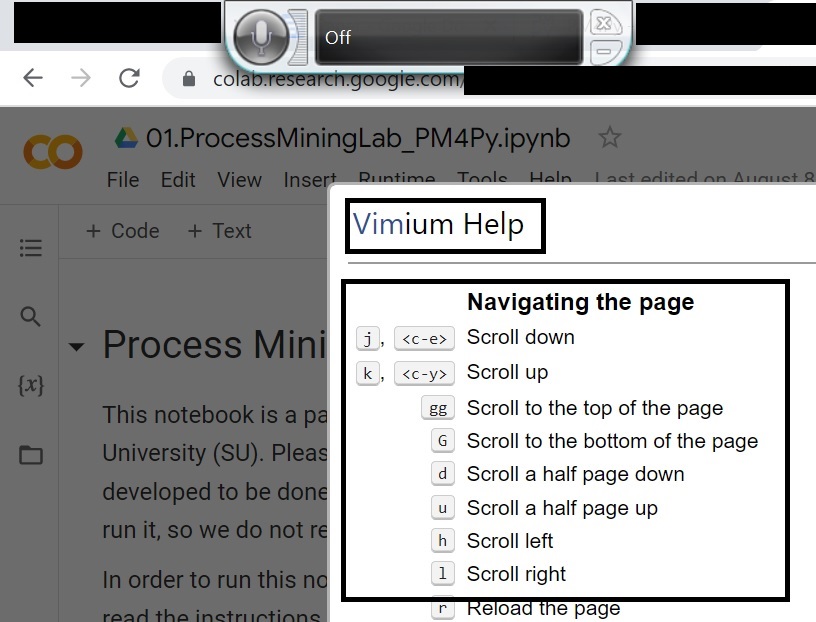 Off
colab.research.google.com/
01.ProcessMiningLab_PM4Py.ipynb
File Edit View Insert Runtime Tools Help Last edited on August 8
+ Code + Text
Vimium Help
Navigating the page
j, <c-e> Scroll down
k, <c-y> Scroll up
gg Scroll to the top of the page
G Scroll to the bottom of the page
d Scroll a half page down
u Scroll a half page up
h Scroll left
l Scroll right
r Reload the page
{x}
Process Mini
This notebook is a pa
University (SU). Pleas
developed to be done
run it, so we do not re
In order to run this no
read the instructions